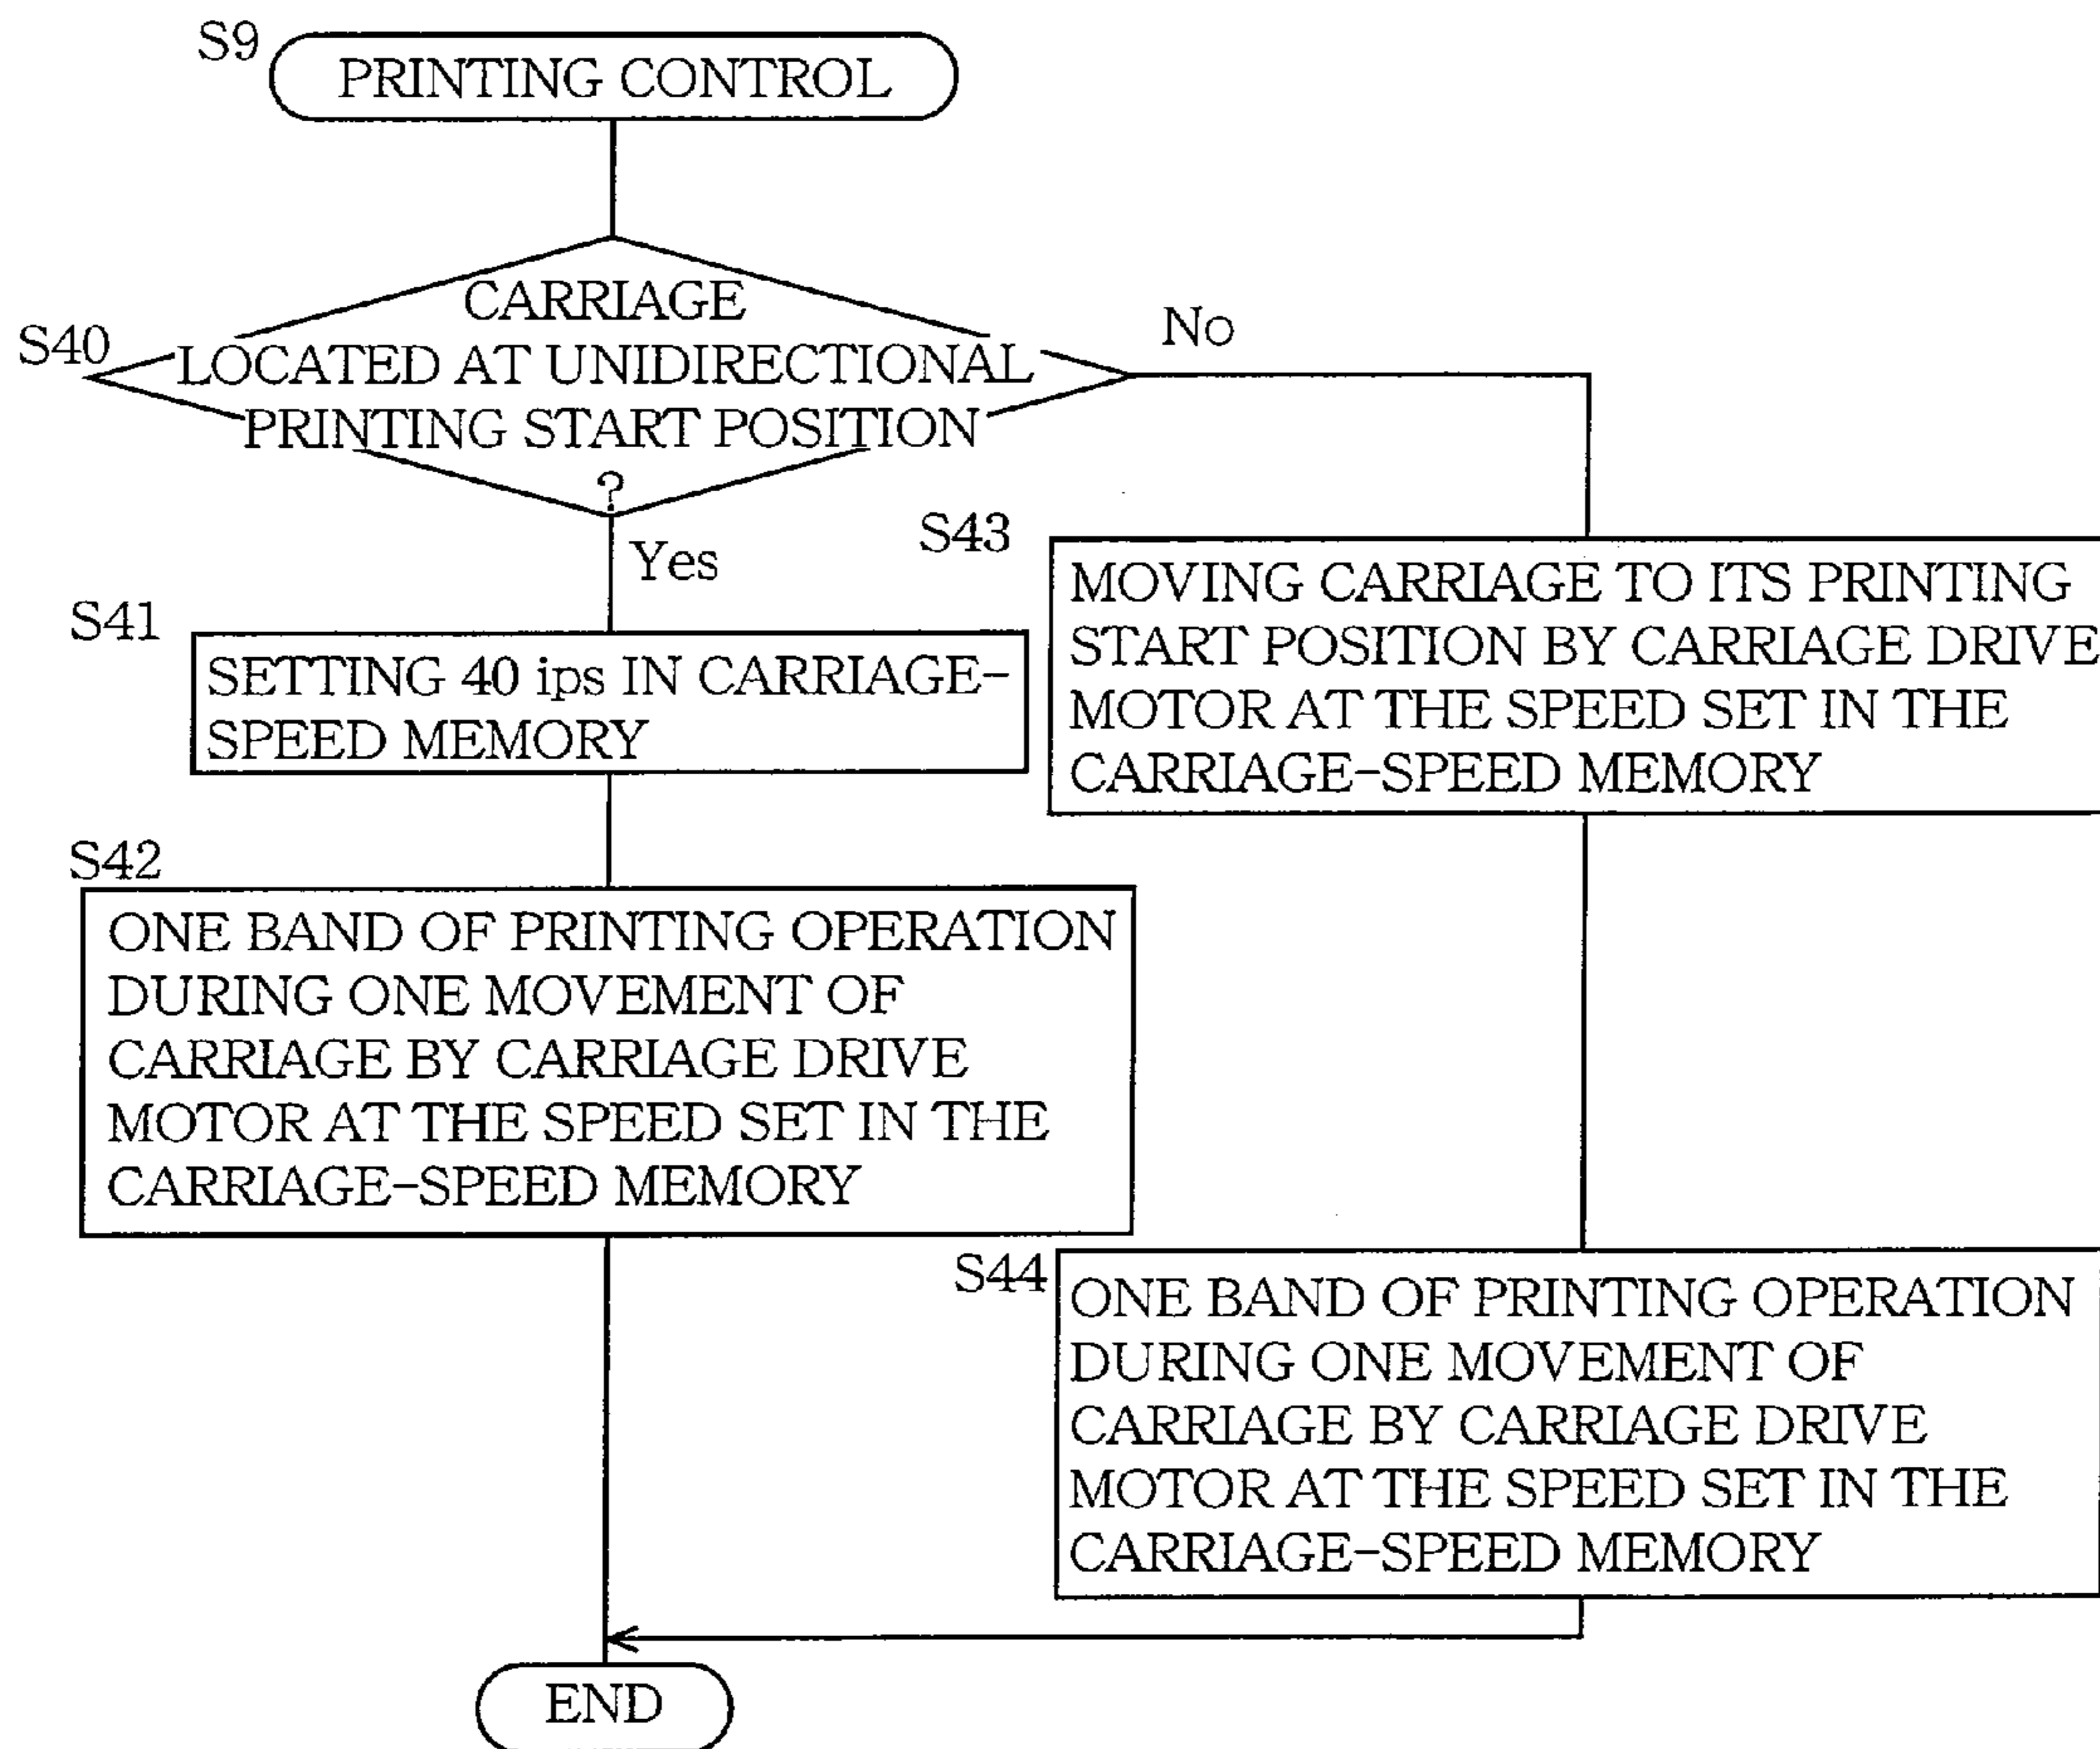 S9
PRINTING CONTROL
S40
CARRIAGE
LOCATED AT UNIDIRECTIONAL
PRINTING START POSITION
?
No
Yes
S41
SETTING 40 ips IN CARRIAGE-
SPEED MEMORY
S42
ONE BAND OF PRINTING OPERATION
DURING ONE MOVEMENT OF
CARRIAGE BY CARRIAGE DRIVE
MOTOR AT THE SPEED SET IN THE
CARRIAGE-SPEED MEMORY
S43
MOVING CARRIAGE TO ITS PRINTING
START POSITION BY CARRIAGE DRIVE
MOTOR AT THE SPEED SET IN THE
CARRIAGE-SPEED MEMORY
S44
ONE BAND OF PRINTING OPERATION
DURING ONE MOVEMENT OF
CARRIAGE BY CARRIAGE DRIVE
MOTOR AT THE SPEED SET IN THE
CARRIAGE-SPEED MEMORY
END